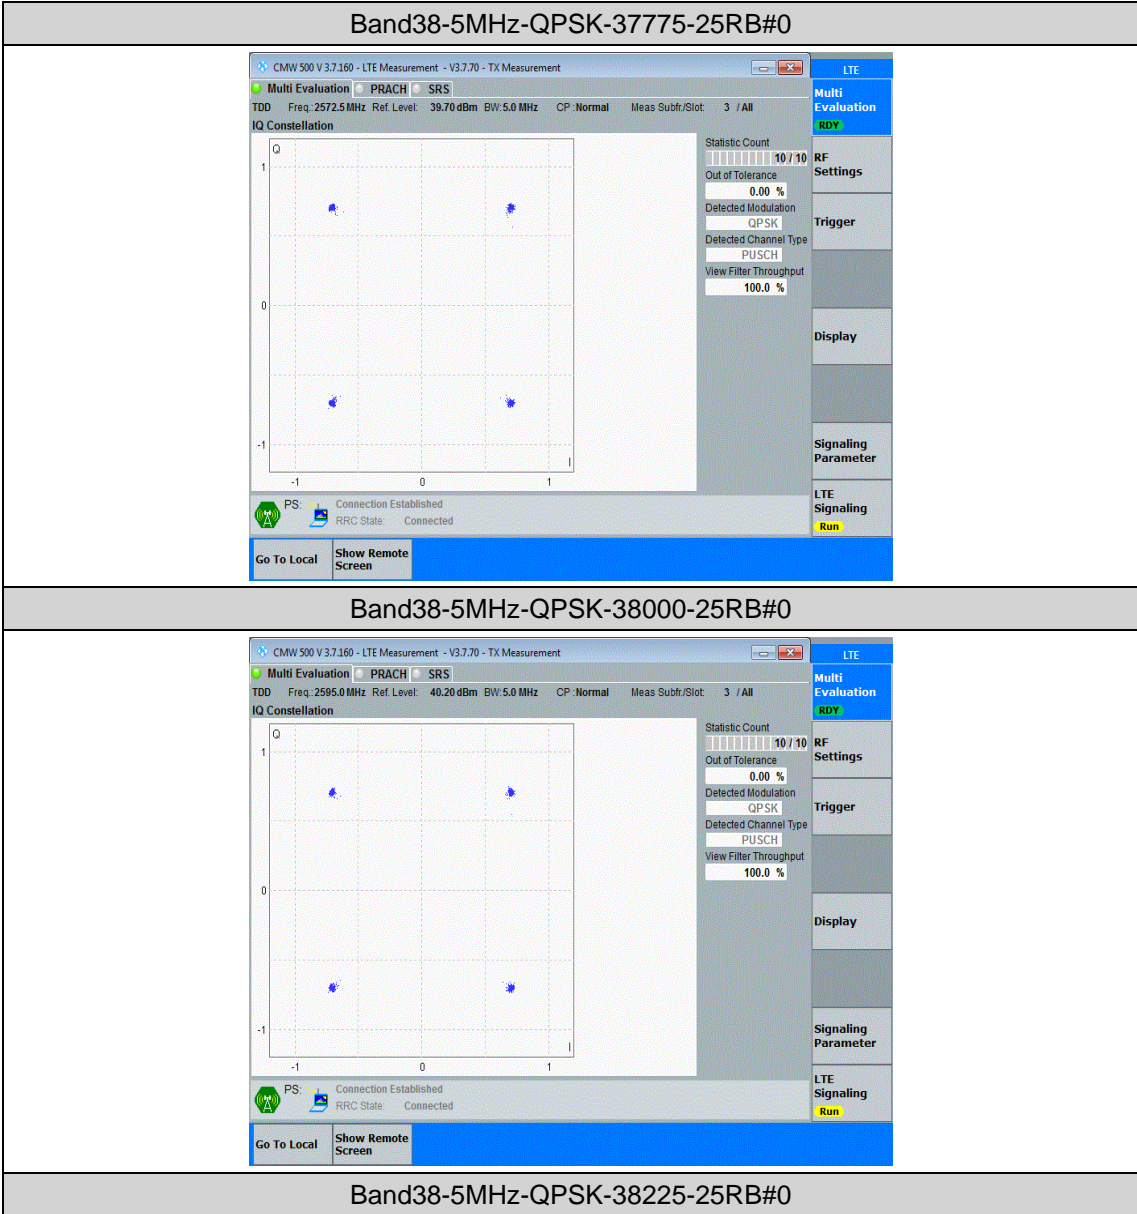 Band38-5MHz-QPSK-37775-25RB#0
CMW 500 V 3.7.160 - LTE Measurement - V3.7.70 - TX Measurement
LTE
Multi Evaluation PRACH SRS
Multi Evaluation
RDY
TDD Freq.: 2572.5 MHz Ref. Level: 39.70 dBm BW: 5.0 MHz CP : Normal Meas Subfr./Slot: 3 / All
IQ Constellation
Q
1
0
-1
-1 0 1
I
Statistic Count
10 / 10
Out of Tolerance
0.00 %
Detected Modulation
QPSK
Detected Channel Type
PUSCH
View Filter Throughput
100.0 %
RF Settings
Trigger
Display
Signaling Parameter
LTE Signaling
Run
PS: Connection Established
RRC State: Connected
Go To Local
Show Remote Screen
Band38-5MHz-QPSK-38000-25RB#0
CMW 500 V 3.7.160 - LTE Measurement - V3.7.70 - TX Measurement
LTE
Multi Evaluation PRACH SRS
Multi Evaluation
RDY
TDD Freq.: 2595.0 MHz Ref. Level: 40.20 dBm BW: 5.0 MHz CP : Normal Meas Subfr./Slot: 3 / All
IQ Constellation
Q
1
0
-1
-1 0 1
I
Statistic Count
10 / 10
Out of Tolerance
0.00 %
Detected Modulation
QPSK
Detected Channel Type
PUSCH
View Filter Throughput
100.0 %
RF Settings
Trigger
Display
Signaling Parameter
LTE Signaling
Run
PS: Connection Established
RRC State: Connected
Go To Local
Show Remote Screen
Band38-5MHz-QPSK-38225-25RB#0